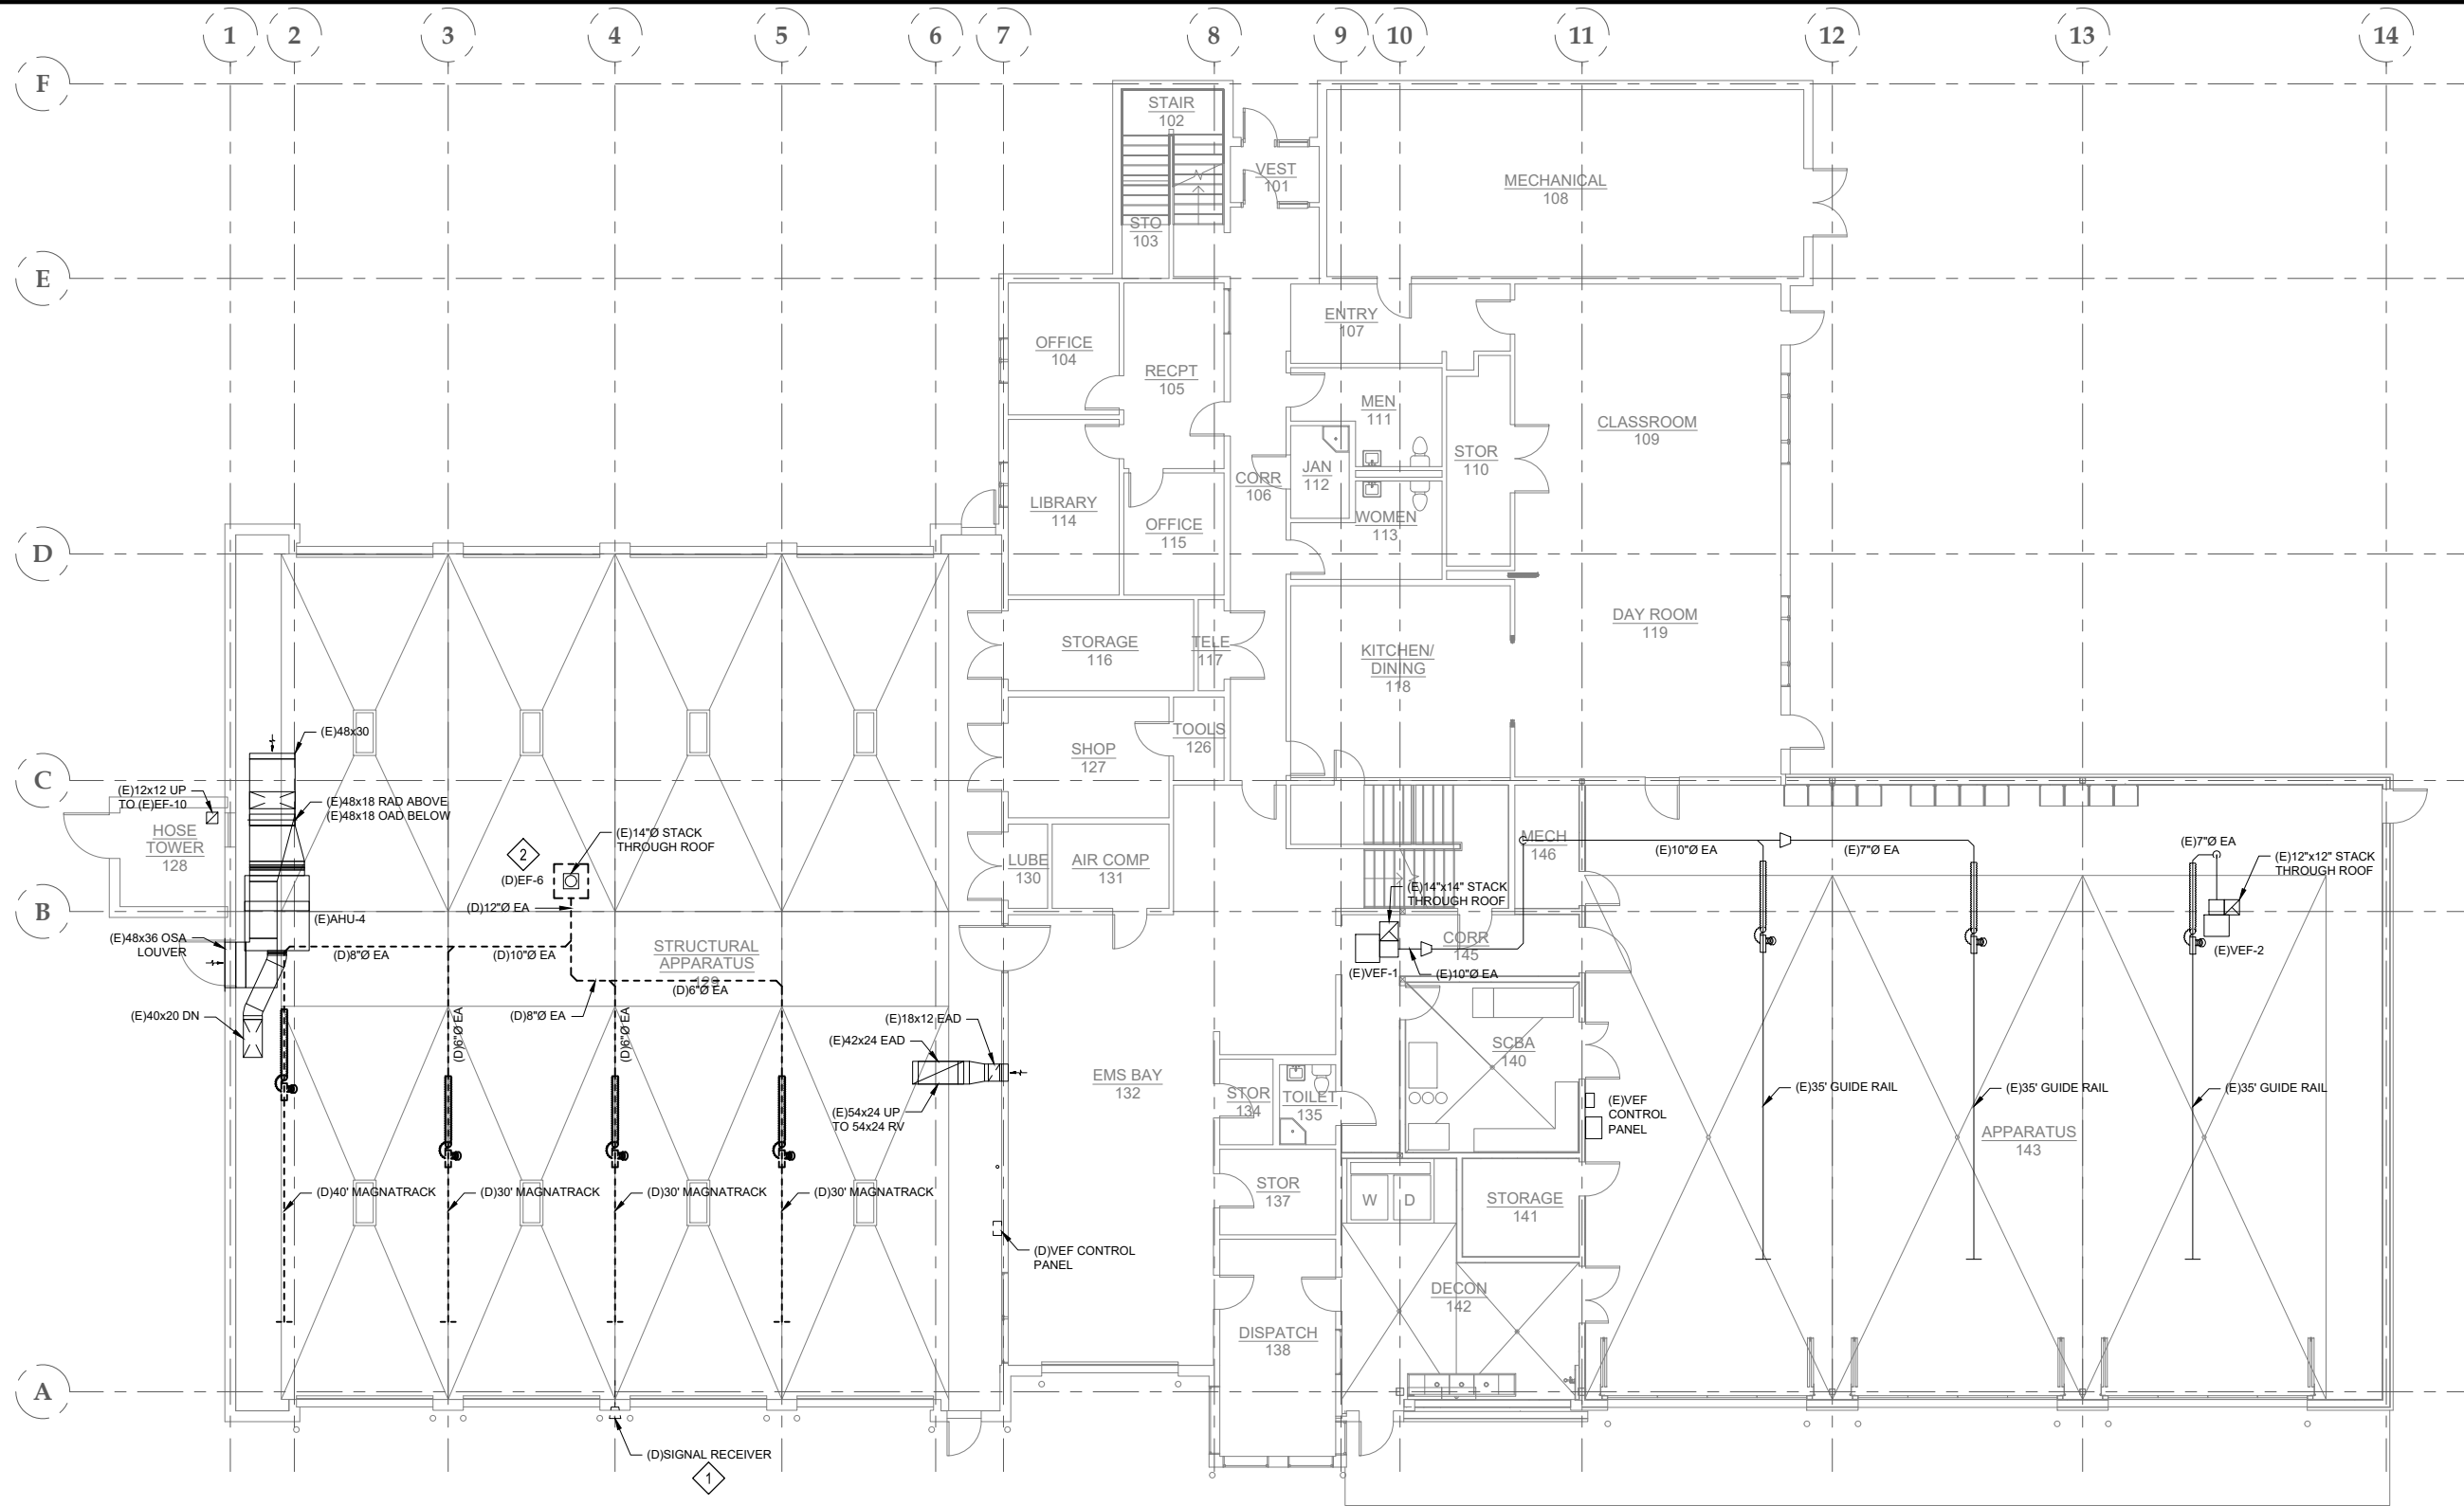 1 2 3 4 5 6 7 8 9 10 11 12 13 14
F
STAIR
102
VEST
101
MECHANICAL
108
STO
103
E
ENTRY
107
OFFICE
104
RECPT
105
MEN
111
CLASSROOM
109
STOR
110
JAN
112
CORR
106
LIBRARY
114
OFFICE
115
WOMEN
113
D
STORAGE
116
TELE
117
KITCHEN/
DINING
118
DAY ROOM
119
(E)48x30
SHOP
127
TOOLS
126
C
(E)12x12 UP
TO (E)EF-10
(E)48x18 RAD ABOVE
(E)48x18 OAD BELOW
HOSE
TOWER
128
2
(D)EF-6
(E)14"Ø STACK
THROUGH ROOF
LUBE
130
AIR COMP
131
MECH
146
(E)10"Ø EA
(E)7"Ø EA
(E)7"Ø EA
(E)12"x12" STACK
THROUGH ROOF
(E)14"x14" STACK
THROUGH ROOF
B
(D)12"Ø EA
(E)AHU-4
(E)48x36 OSA
LOUVER
(D)8"Ø EA
(D)10"Ø EA
STRUCTURAL
APPARATUS
129
(D)6"Ø EA
CORR
145
(E)VEF-1
(E)10"Ø EA
(E)VEF-2
(E)40x20 DN
(D)8"Ø EA
(D)6"Ø EA
(D)6"Ø EA
(E)18x12 EAD
(E)42x24 EAD
SCBA
140
EMS BAY
132
STOR
134
TOILET
135
(E)54x24 UP
TO 54x24 RV
(E)VEF
CONTROL
PANEL
(E)35' GUIDE RAIL
(E)35' GUIDE RAIL
(E)35' GUIDE RAIL
APPARATUS
143
(D)40' MAGNATRACK
(D)30' MAGNATRACK
(D)30' MAGNATRACK
(D)30' MAGNATRACK
STOR
137
W D
STORAGE
141
(D)VEF CONTROL
PANEL
DECON
142
DISPATCH
138
A
(D)SIGNAL RECEIVER
1